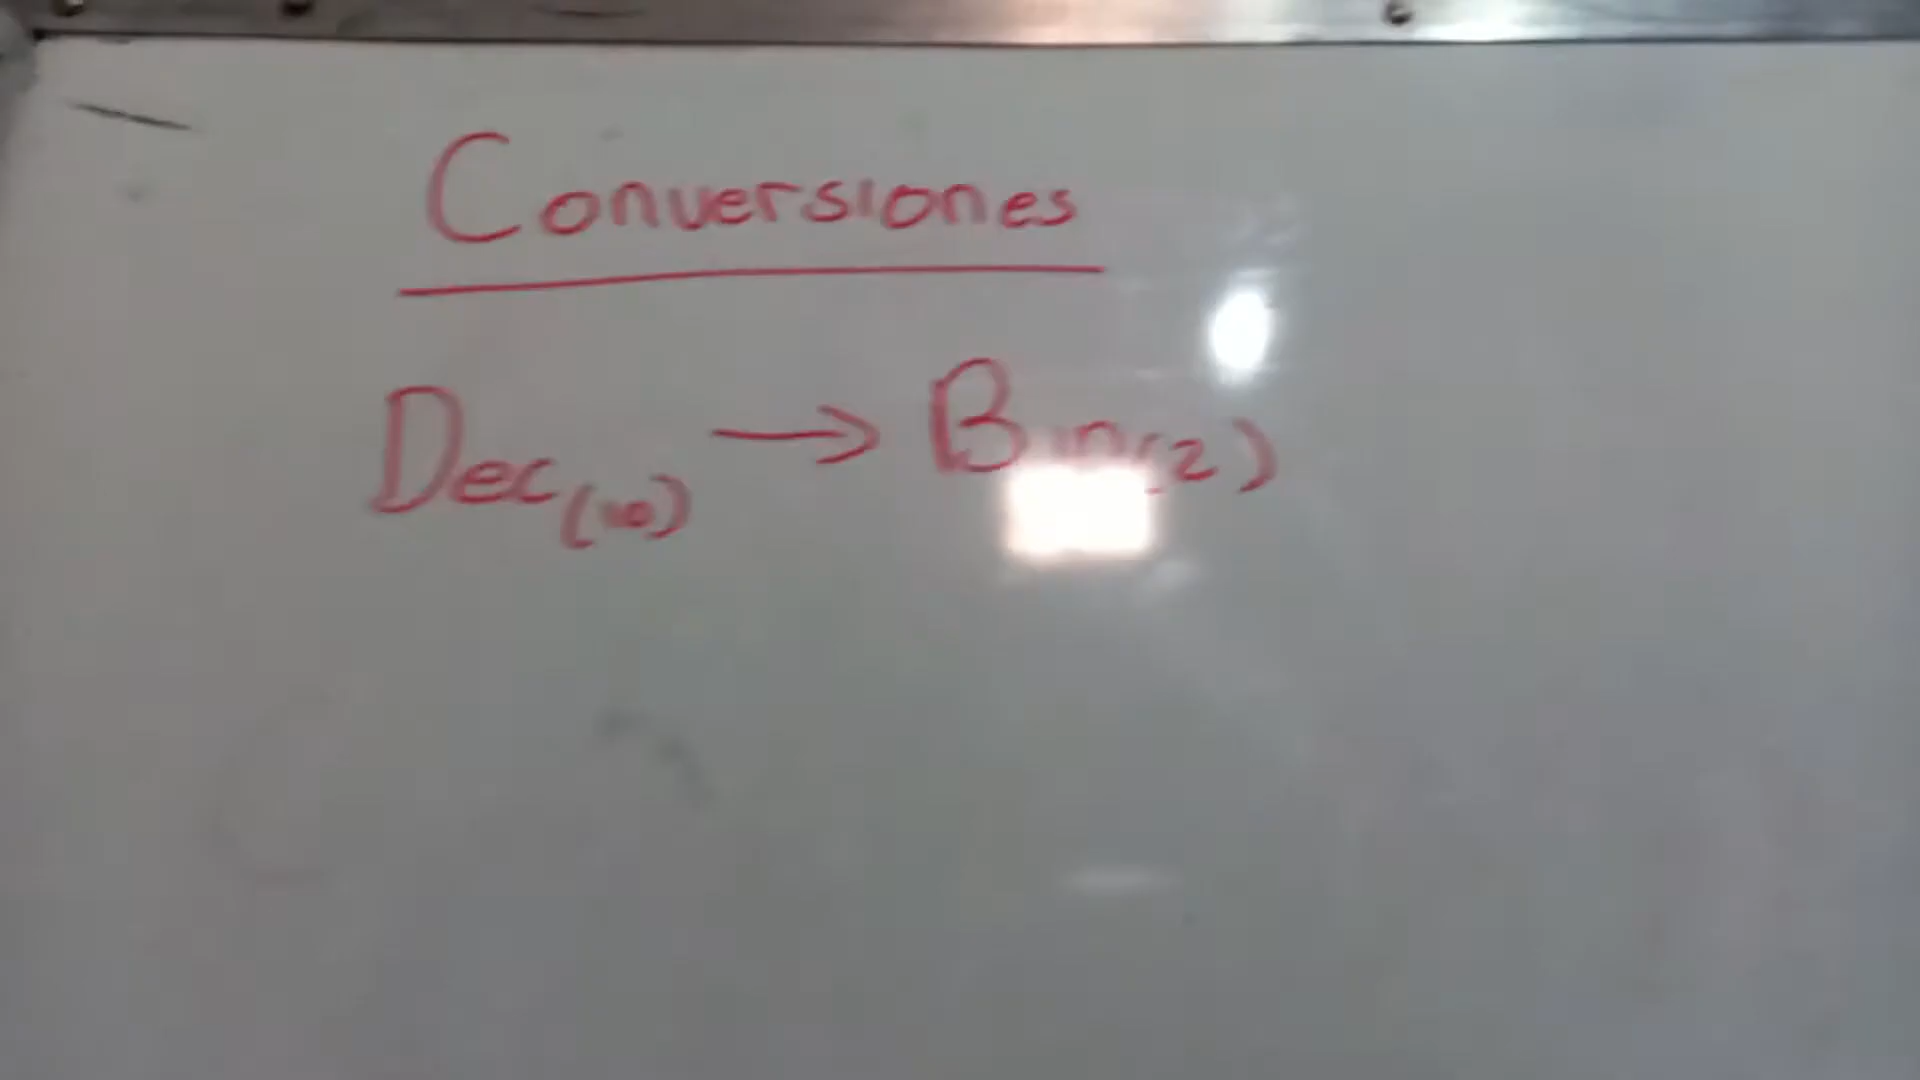 Conversiones
Dec(10) → Bin(2)